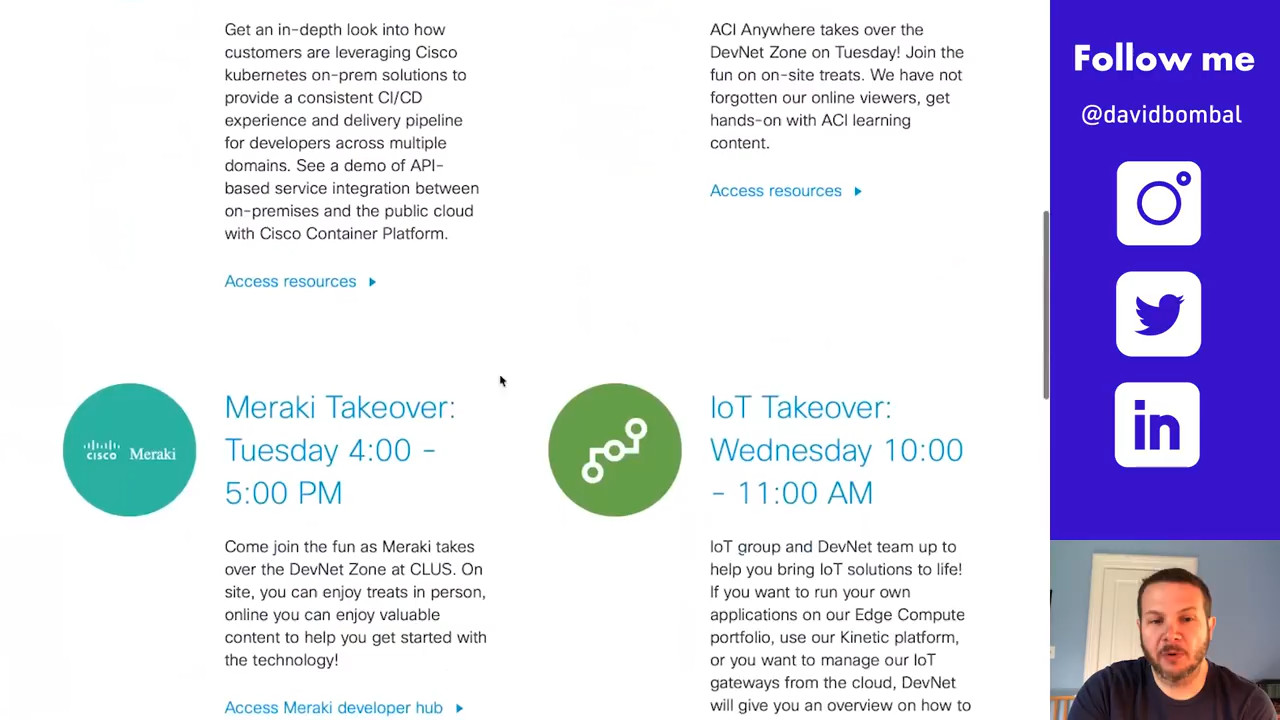 Get an in-depth look into how
customers are leveraging Cisco
kubernetes on-prem solutions to
provide a consistent CI/CD
experience and delivery pipeline
for developers across multiple
domains. See a demo of API-
based service integration between
on-premises and the public cloud
with Cisco Container Platform.
Access resources
ACI Anywhere takes over the
DevNet Zone on Tuesday! Join the
fun on on-site treats. We have not
forgotten our online viewers, get
hands-on with ACI learning
content.
Access resources
cisco Meraki
Meraki Takeover:
Tuesday 4:00 -
5:00 PM
Come join the fun as Meraki takes
over the DevNet Zone at CLUS. On
site, you can enjoy treats in person,
online you can enjoy valuable
content to help you get started with
the technology!
Access Meraki developer hub
IoT Takeover:
Wednesday 10:00
- 11:00 AM
IoT group and DevNet team up to
help you bring IoT solutions to life!
If you want to run your own
applications on our Edge Compute
portfolio, use our Kinetic platform,
or you want to manage our IoT
gateways from the cloud, DevNet
will give you an overview on how to
Follow me
@davidbombal
in